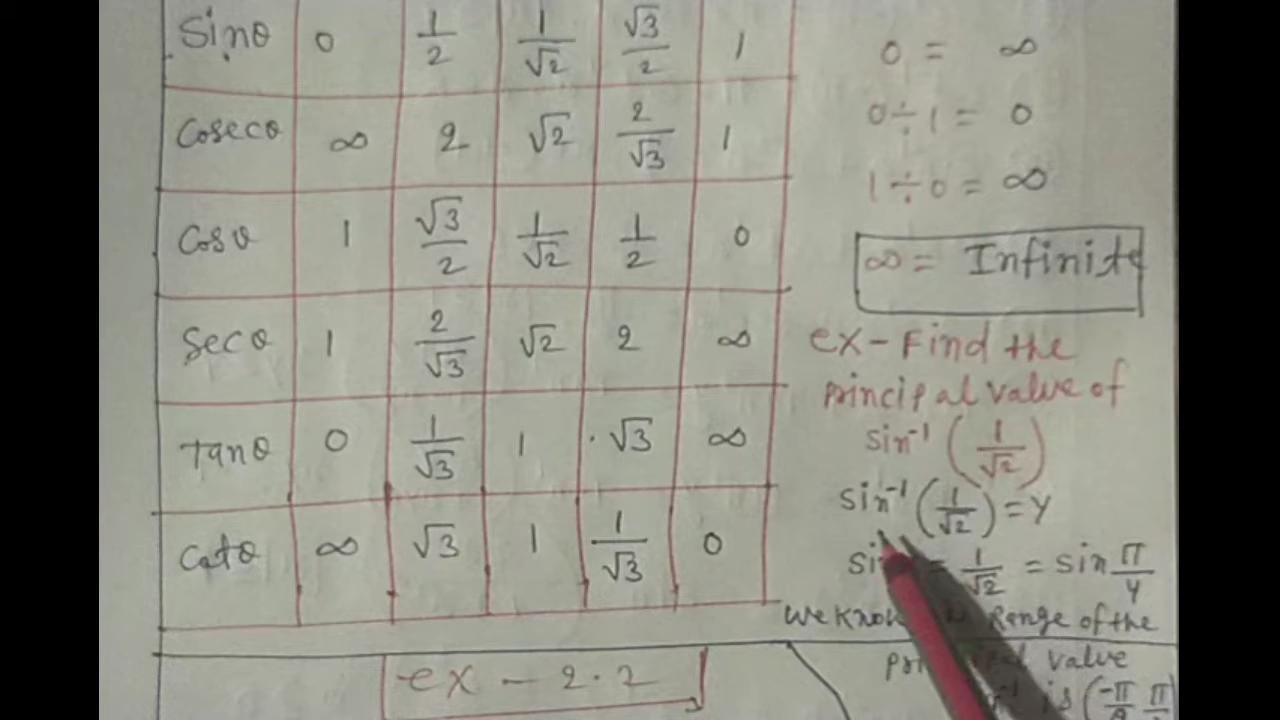 Sinθ 0 1/2 1/√2 √3/2 1
Cosecθ ∞ 2 √2 2/√3 1
Cosθ 1 √3/2 1/√2 1/2 0
Secθ 1 2/√3 √2 2 ∞
Tanθ 0 1/√3 1 √3 ∞
Catθ ∞ √3 1 1/√3 0
ex - 2.2
0 = ∞
0÷1 = 0
1÷0 = ∞
∞ = Infinite
ex - Find the
principal value of
sin⁻¹ (1/√2)
sin⁻¹ (1/√2) = y
= 1/√2 = sin π/4
We Range of the
value
is (-π/2 π